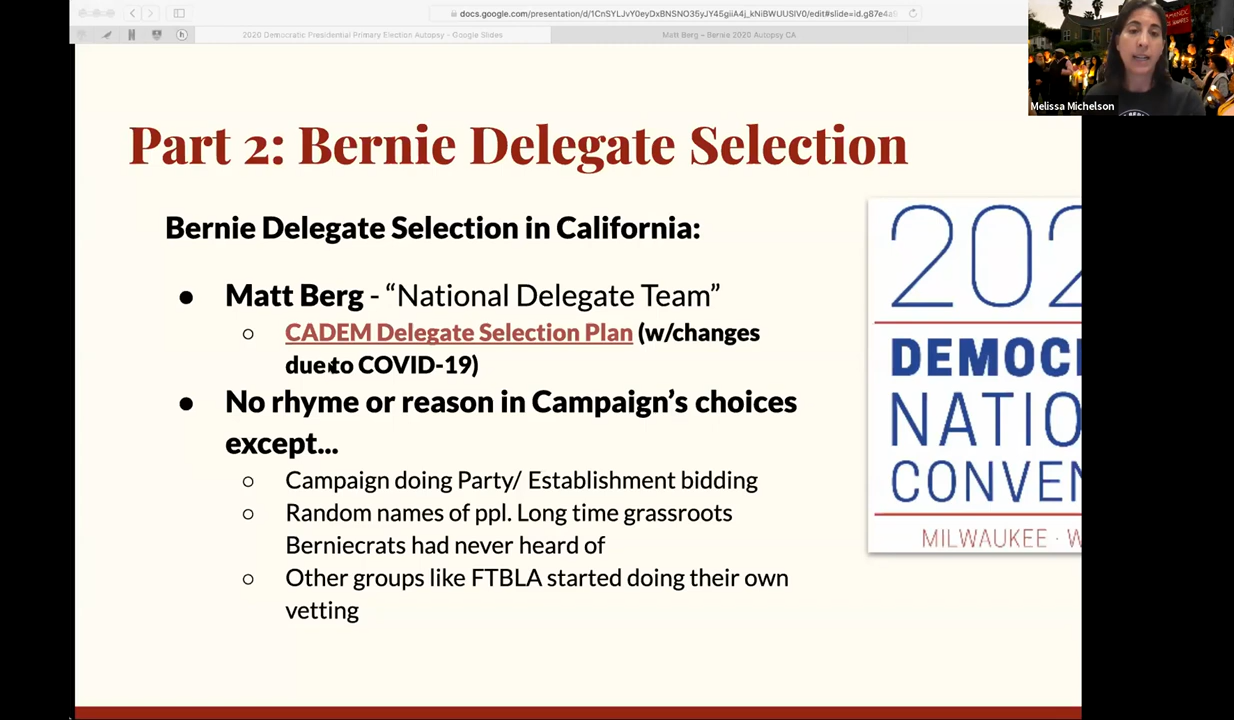 docs.google.com/presentation/d/1CnSYLJvY0eyDxBNSNO35yJY45giiA4j_kNiBWUUSIV0/edit#slide=id.g87e4a8
2020 Democratic Presidential Primary Election Autopsy - Google Slides
Matt Berg – Bernie 2020 Autopsy CA
Melissa Michelson
Part 2: Bernie Delegate Selection
Bernie Delegate Selection in California:
● Matt Berg - “National Delegate Team”
○ CADEM Delegate Selection Plan (w/changes
due to COVID-19)
● No rhyme or reason in Campaign’s choices
except...
○ Campaign doing Party/ Establishment bidding
○ Random names of ppl. Long time grassroots
Berniecrats had never heard of
○ Other groups like FTBLA started doing their own
vetting
202
DEMOC
NATIO
CONVEN
MILWAUKEE · W